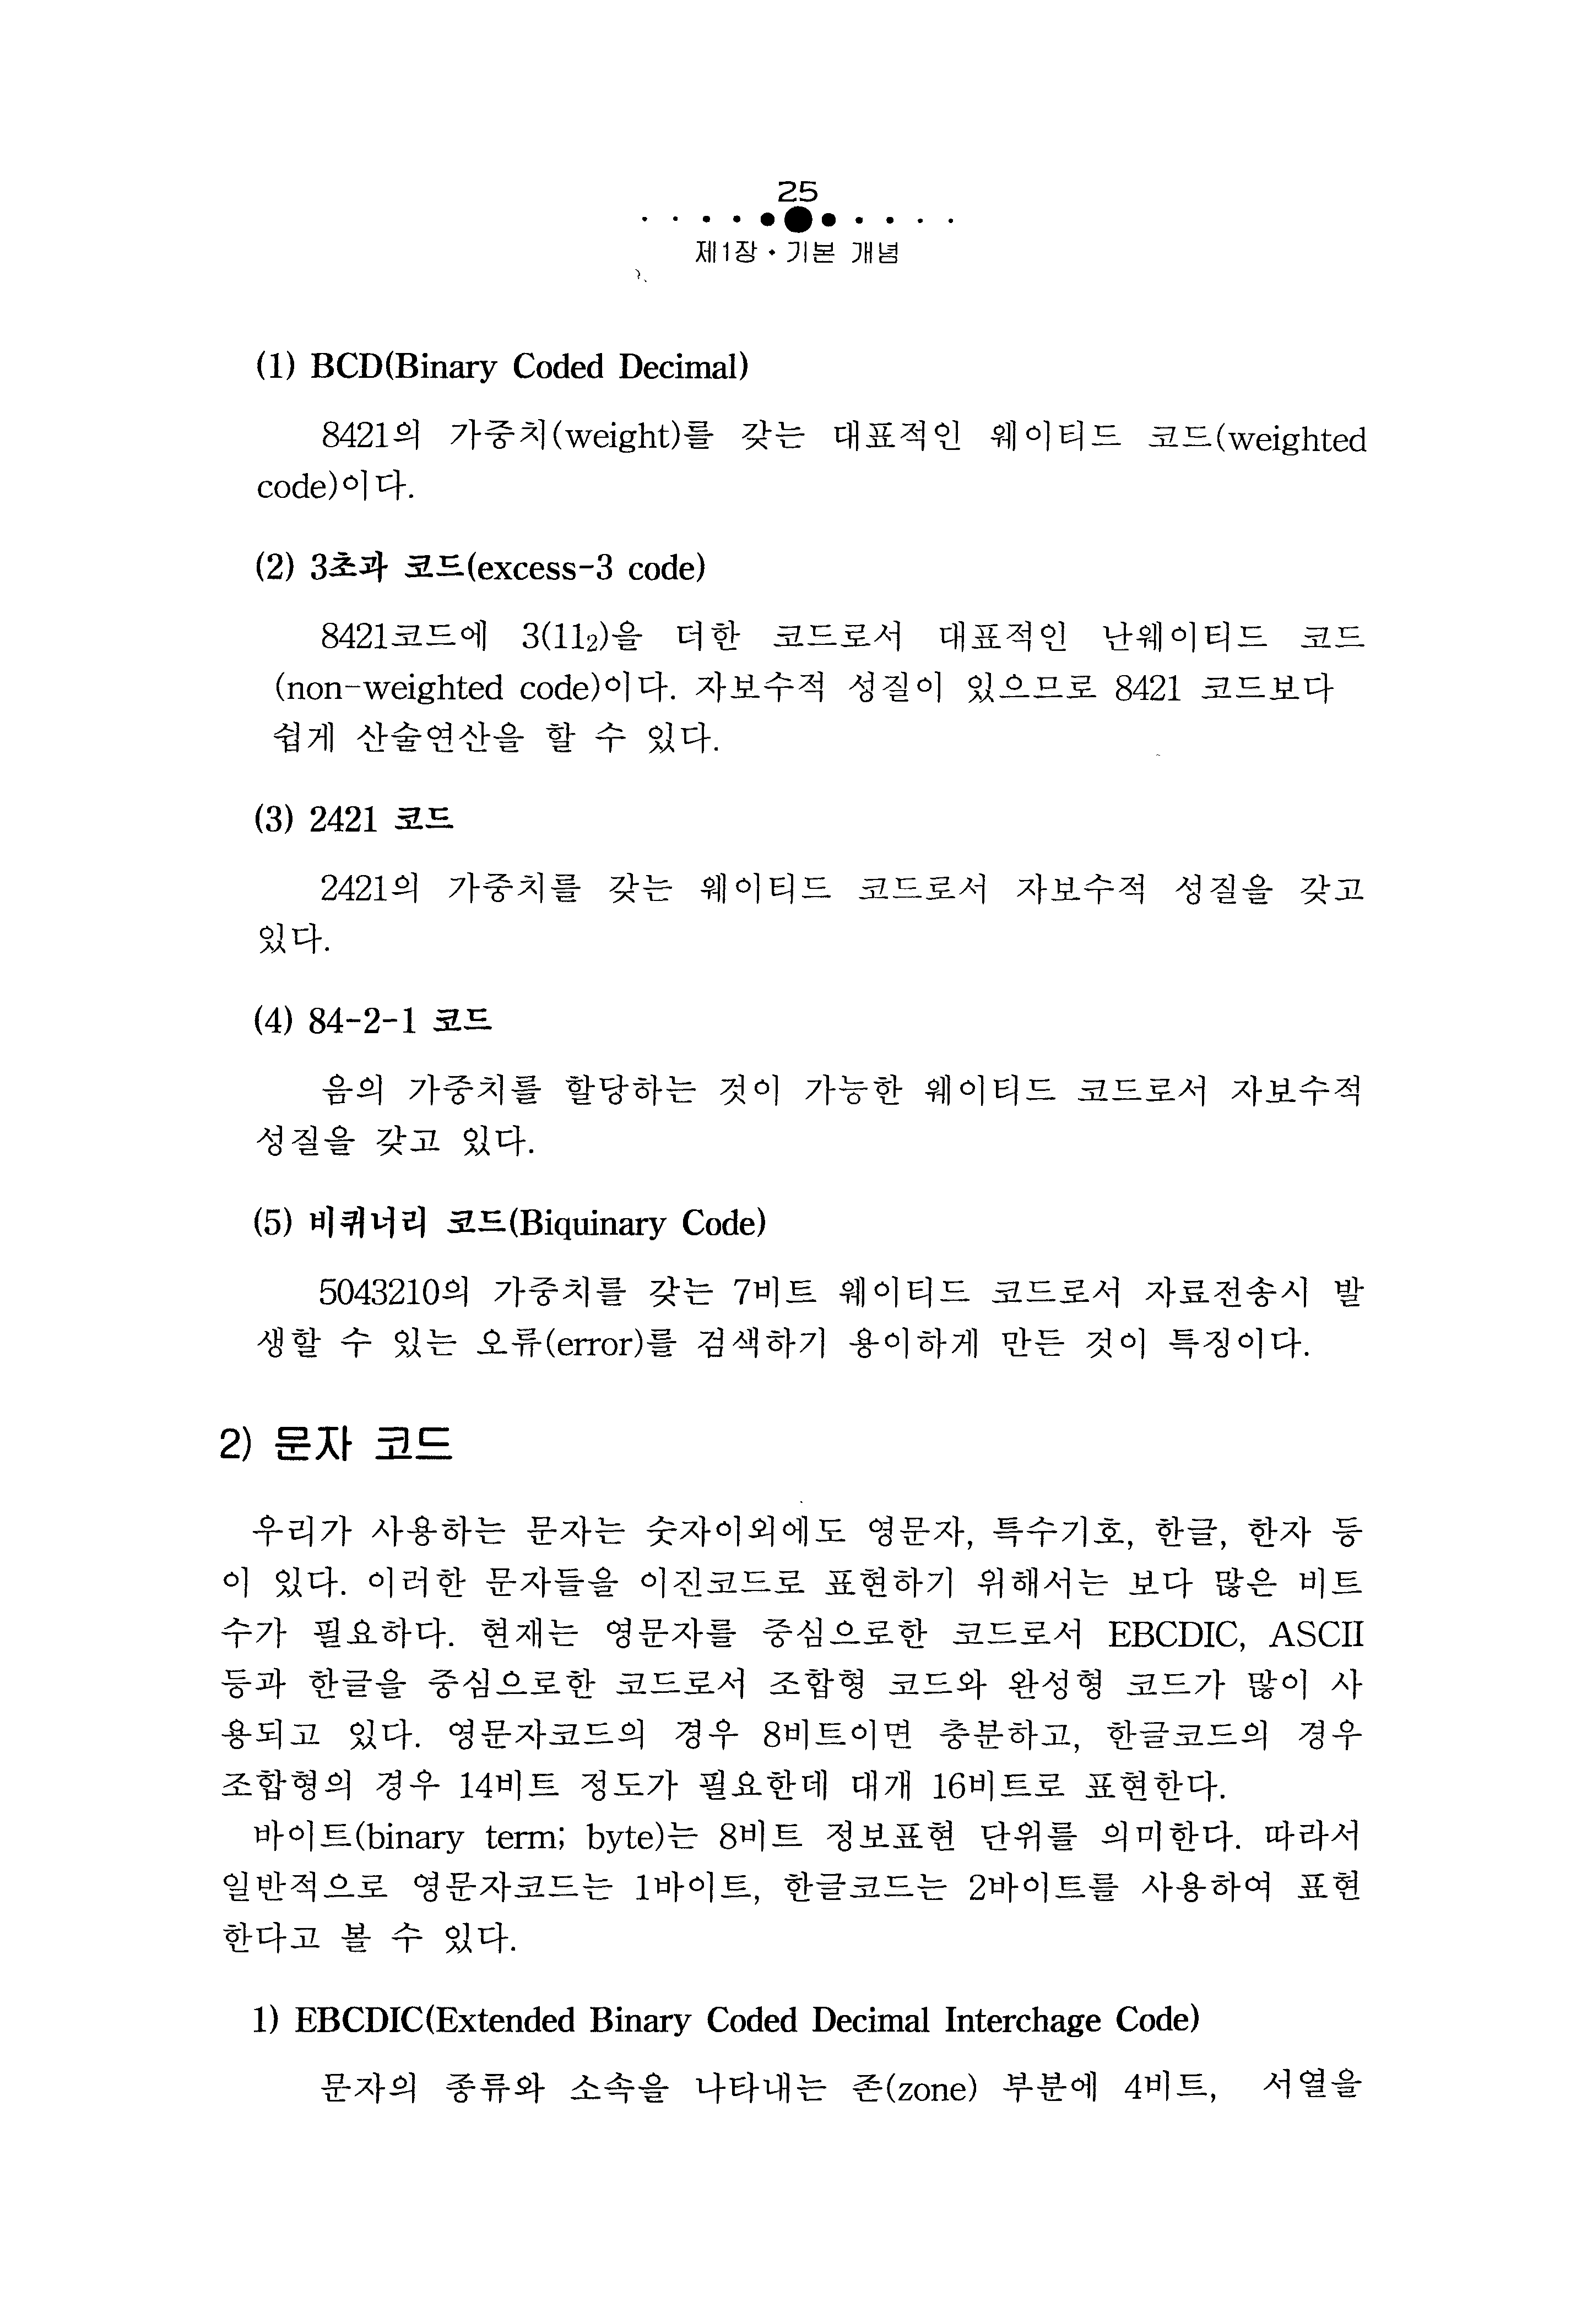 25
제1장 • 기본 개념
(1) BCD(Binary Coded Decimal)
8421의 가중치(weight)를 갖는 대표적인 웨이티드 코드(weighted
code)이다.
(2) 3초과 코드(excess-3 code)
8421코드에 3(11₂)을 더한 코드로서 대표적인 난웨이티드 코드
(non-weighted code)이다. 자보수적 성질이 있으므로 8421 코드보다
쉽게 산술연산을 할 수 있다.
(3) 2421 코드
2421의 가중치를 갖는 웨이티드 코드로서 자보수적 성질을 갖고
있다.
(4) 84-2-1 코드
음의 가중치를 할당하는 것이 가능한 웨이티드 코드로서 자보수적
성질을 갖고 있다.
(5) 비퀴너리 코드(Biquinary Code)
5043210의 가중치를 갖는 7비트 웨이티드 코드로서 자료전송시 발
생할 수 있는 오류(error)를 검색하기 용이하게 만든 것이 특징이다.
2) 문자 코드
우리가 사용하는 문자는 숫자이외에도 영문자, 특수기호, 한글, 한자 등
이 있다. 이러한 문자들을 이진코드로 표현하기 위해서는 보다 많은 비트
수가 필요하다. 현재는 영문자를 중심으로한 코드로서 EBCDIC, ASCII
등과 한글을 중심으로한 코드로서 조합형 코드와 완성형 코드가 많이 사
용되고 있다. 영문자코드의 경우 8비트이면 충분하고, 한글코드의 경우
조합형의 경우 14비트 정도가 필요한데 대개 16비트로 표현한다.
바이트(binary term; byte)는 8비트 정보표현 단위를 의미한다. 따라서
일반적으로 영문자코드는 1바이트, 한글코드는 2바이트를 사용하여 표현
한다고 볼 수 있다.
1) EBCDIC(Extended Binary Coded Decimal Interchage Code)
문자의 종류와 소속을 나타내는 존(zone) 부분에 4비트, 서열을